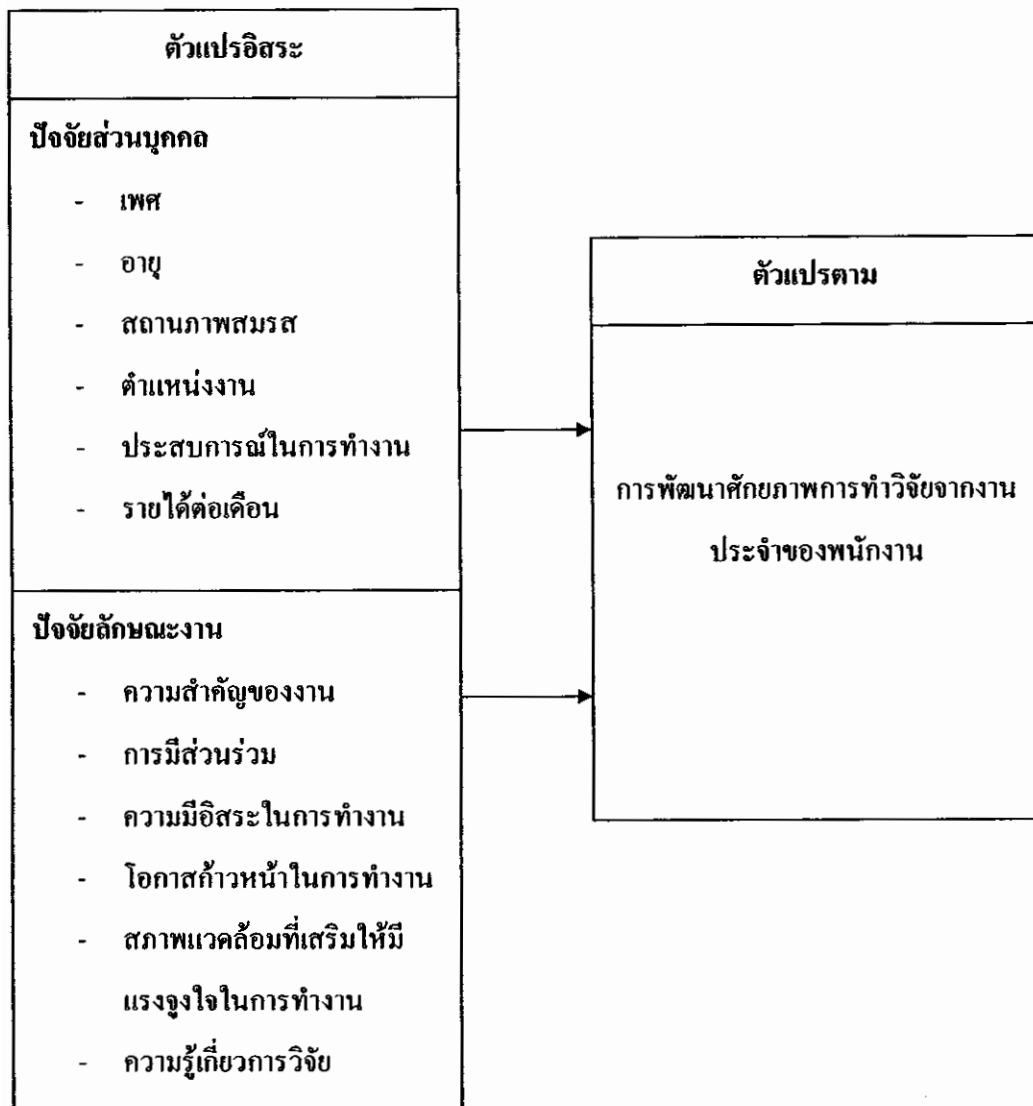 ตัวแปรอิสระ
ปัจจัยส่วนบุคคล
- เพศ
- อายุ
- สถานภาพสมรส
- ตำแหน่งงาน
- ประสบการณ์ในการทำงาน
- รายได้ต่อเดือน
ปัจจัยลักษณะงาน
- ความสำคัญของงาน
- การมีส่วนร่วม
- ความมีอิสระในการทำงาน
- โอกาสก้าวหน้าในการทำงาน
- สภาพแวดล้อมที่เสริมให้มี
แรงจูงใจในการทำงาน
- ความรู้เกี่ยวการวิจัย
ตัวแปรตาม
การพัฒนาศักยภาพการทำวิจัยจากงาน
ประจำของพนักงาน